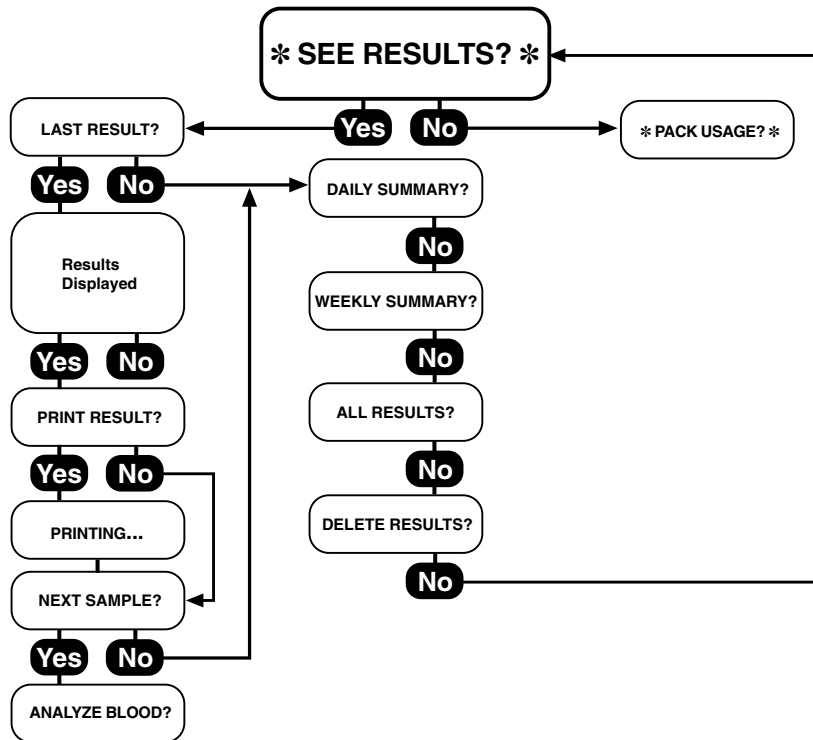 ✽ SEE RESULTS? ✽
Yes No
LAST RESULT?
✽ PACK USAGE? ✽
Yes No
DAILY SUMMARY?
No
Results
Displayed
WEEKLY SUMMARY?
Yes No
No
PRINT RESULT?
ALL RESULTS?
Yes No
No
PRINTING...
DELETE RESULTS?
No
NEXT SAMPLE?
Yes No
ANALYZE BLOOD?